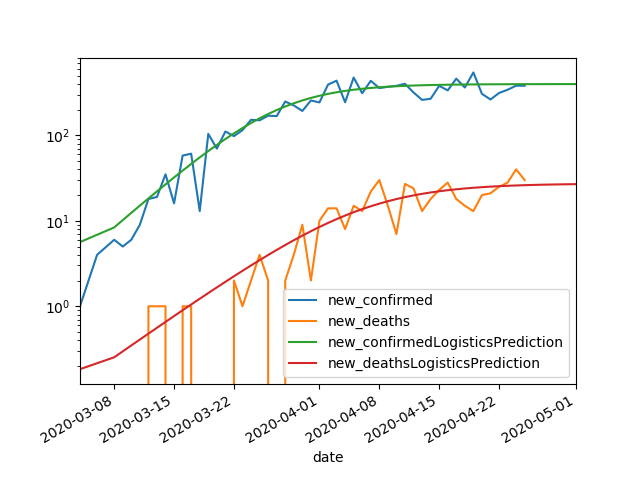 10²
10¹
10⁰
new_confirmed
new_deaths
new_confirmedLogisticsPrediction
new_deathsLogisticsPrediction
2020-03-08
2020-03-15
2020-03-22
2020-04-01
2020-04-08
2020-04-15
2020-04-22
2020-05-01
date